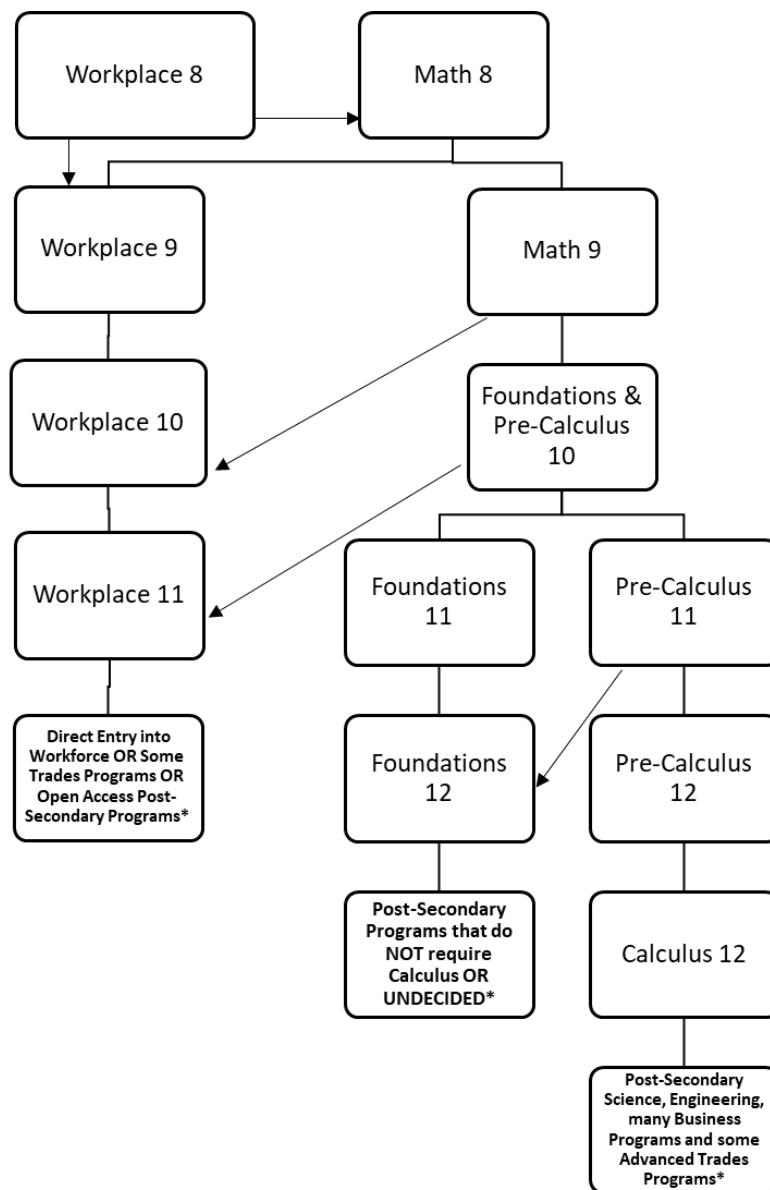 Workplace 8
Math 8
Workplace 9
Math 9
Workplace 10
Foundations &
Pre-Calculus
10
Workplace 11
Foundations
11
Pre-Calculus
11
Direct Entry into
Workforce OR Some
Trades Programs OR
Open Access Post-
Secondary Programs*
Foundations
12
Pre-Calculus
12
Post-Secondary
Programs that do
NOT require
Calculus OR
UNDECIDED*
Calculus 12
Post-Secondary
Science, Engineering,
many Business
Programs and some
Advanced Trades
Programs*